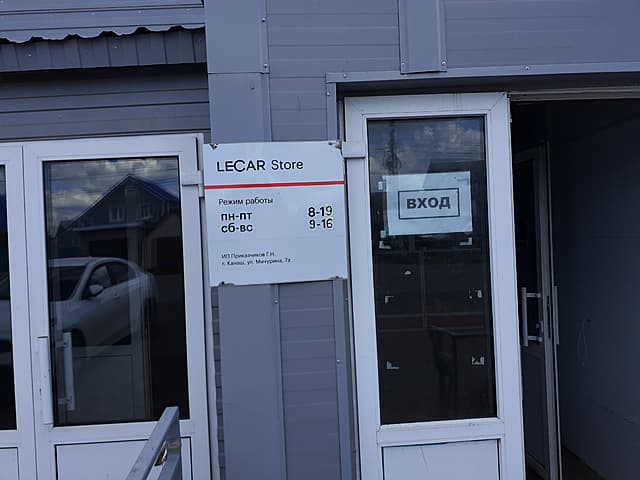 LECAR Store
Режим работы
пн-пт 8-19
сб-вс 9-16
ИП Приказчиков Г.Н.
г. Канаш, ул. Мичурина, 7а
ВХОД